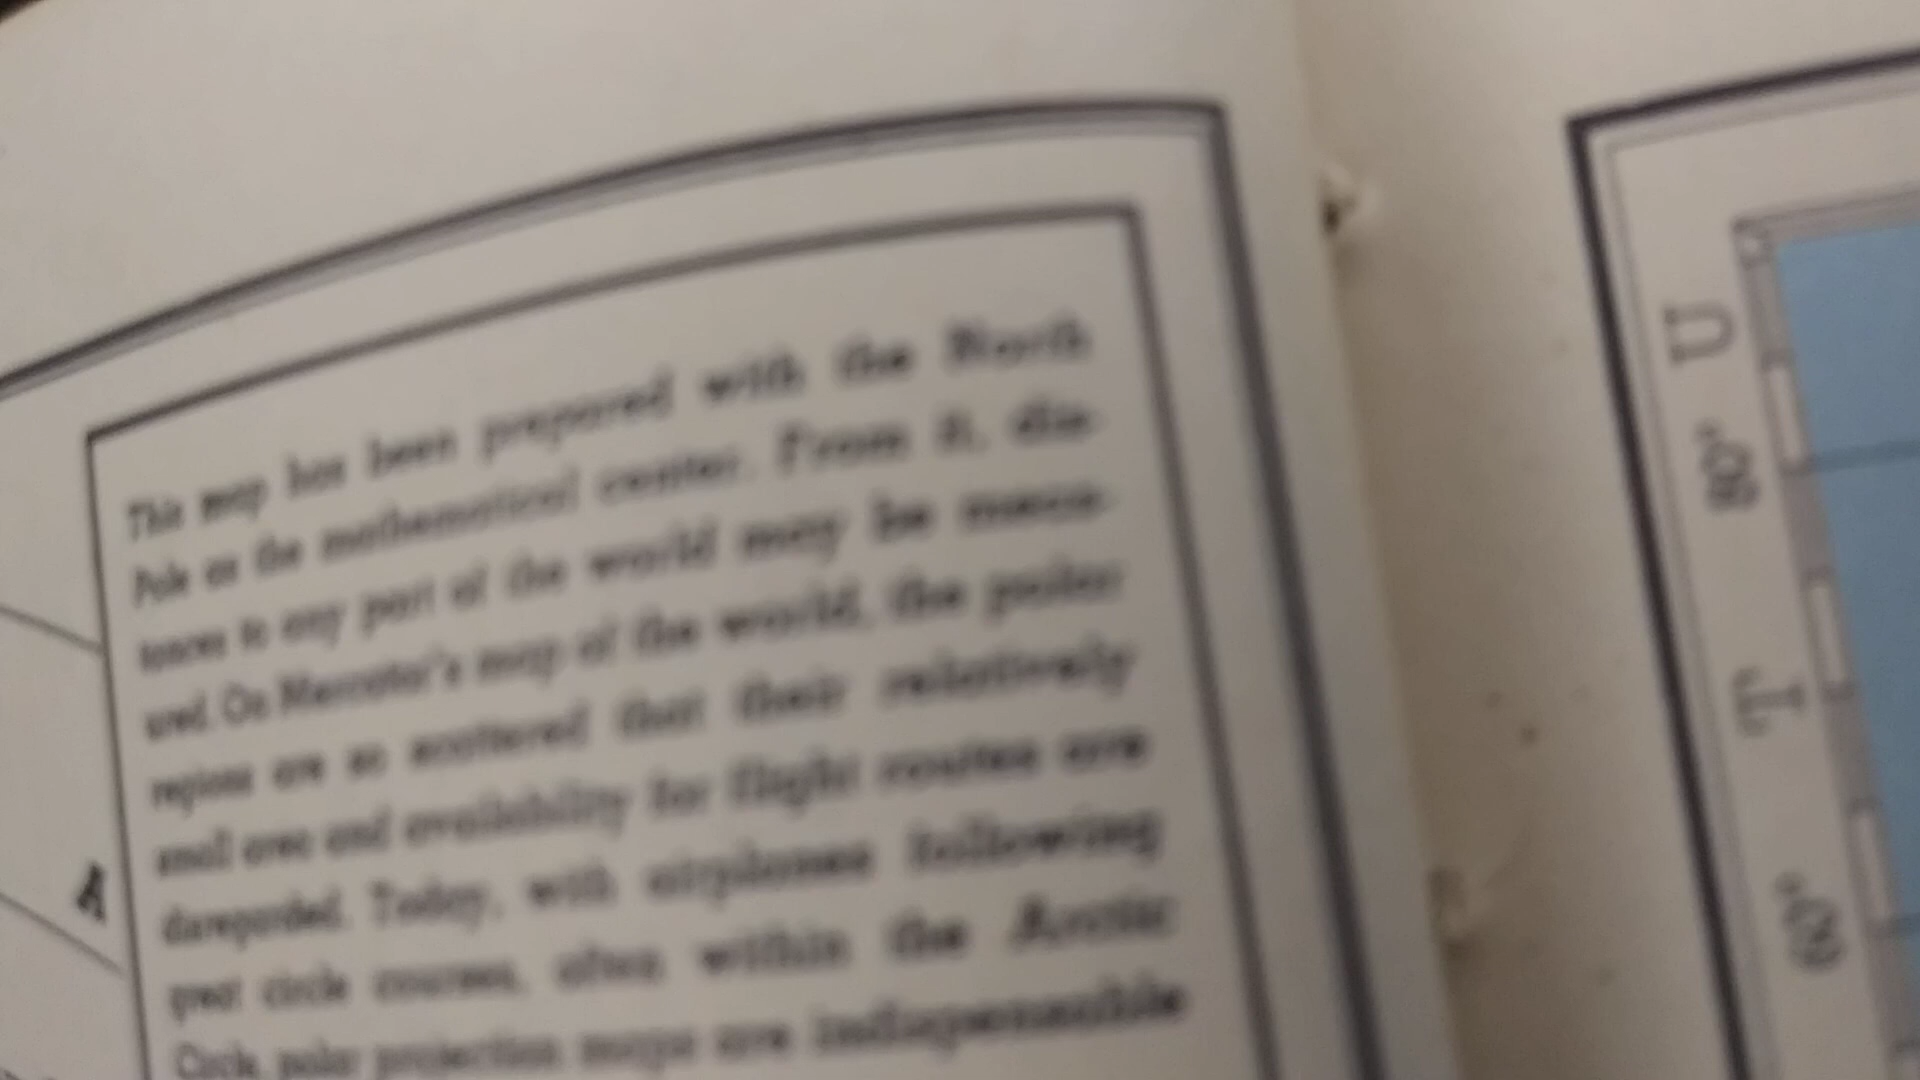 This map has been prepared with the North
Pole as the mathematical center. From it, dis-
tances to any part of the world may be meas-
ured. On Mercator's map of the world, the polar
regions are so scattered that their relatively
small area and availability for flight routes are
disregarded. Today, with airplanes following
great circle courses, often within the Arctic
Circle, polar projection maps are indispensable
A
U
80°
T
60°